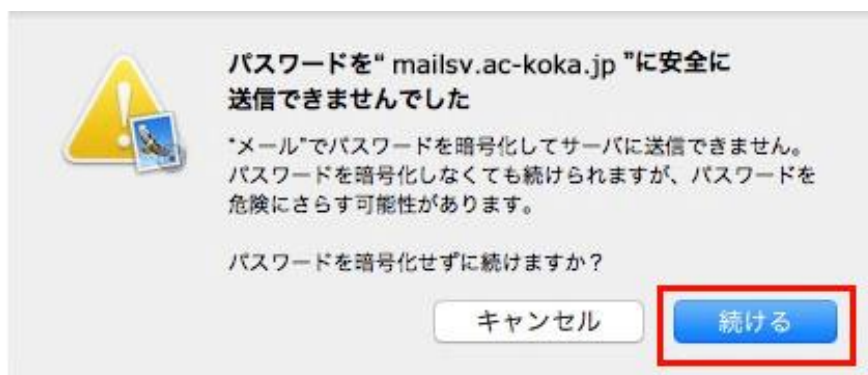 パスワードを“ mailsv.ac-koka.jp ”に安全に
送信できませんでした
“メール”でパスワードを暗号化してサーバに送信できません。
パスワードを暗号化しなくても続けられますが、パスワードを
危険にさらす可能性があります。
パスワードを暗号化せずに続けますか？
キャンセル
続ける